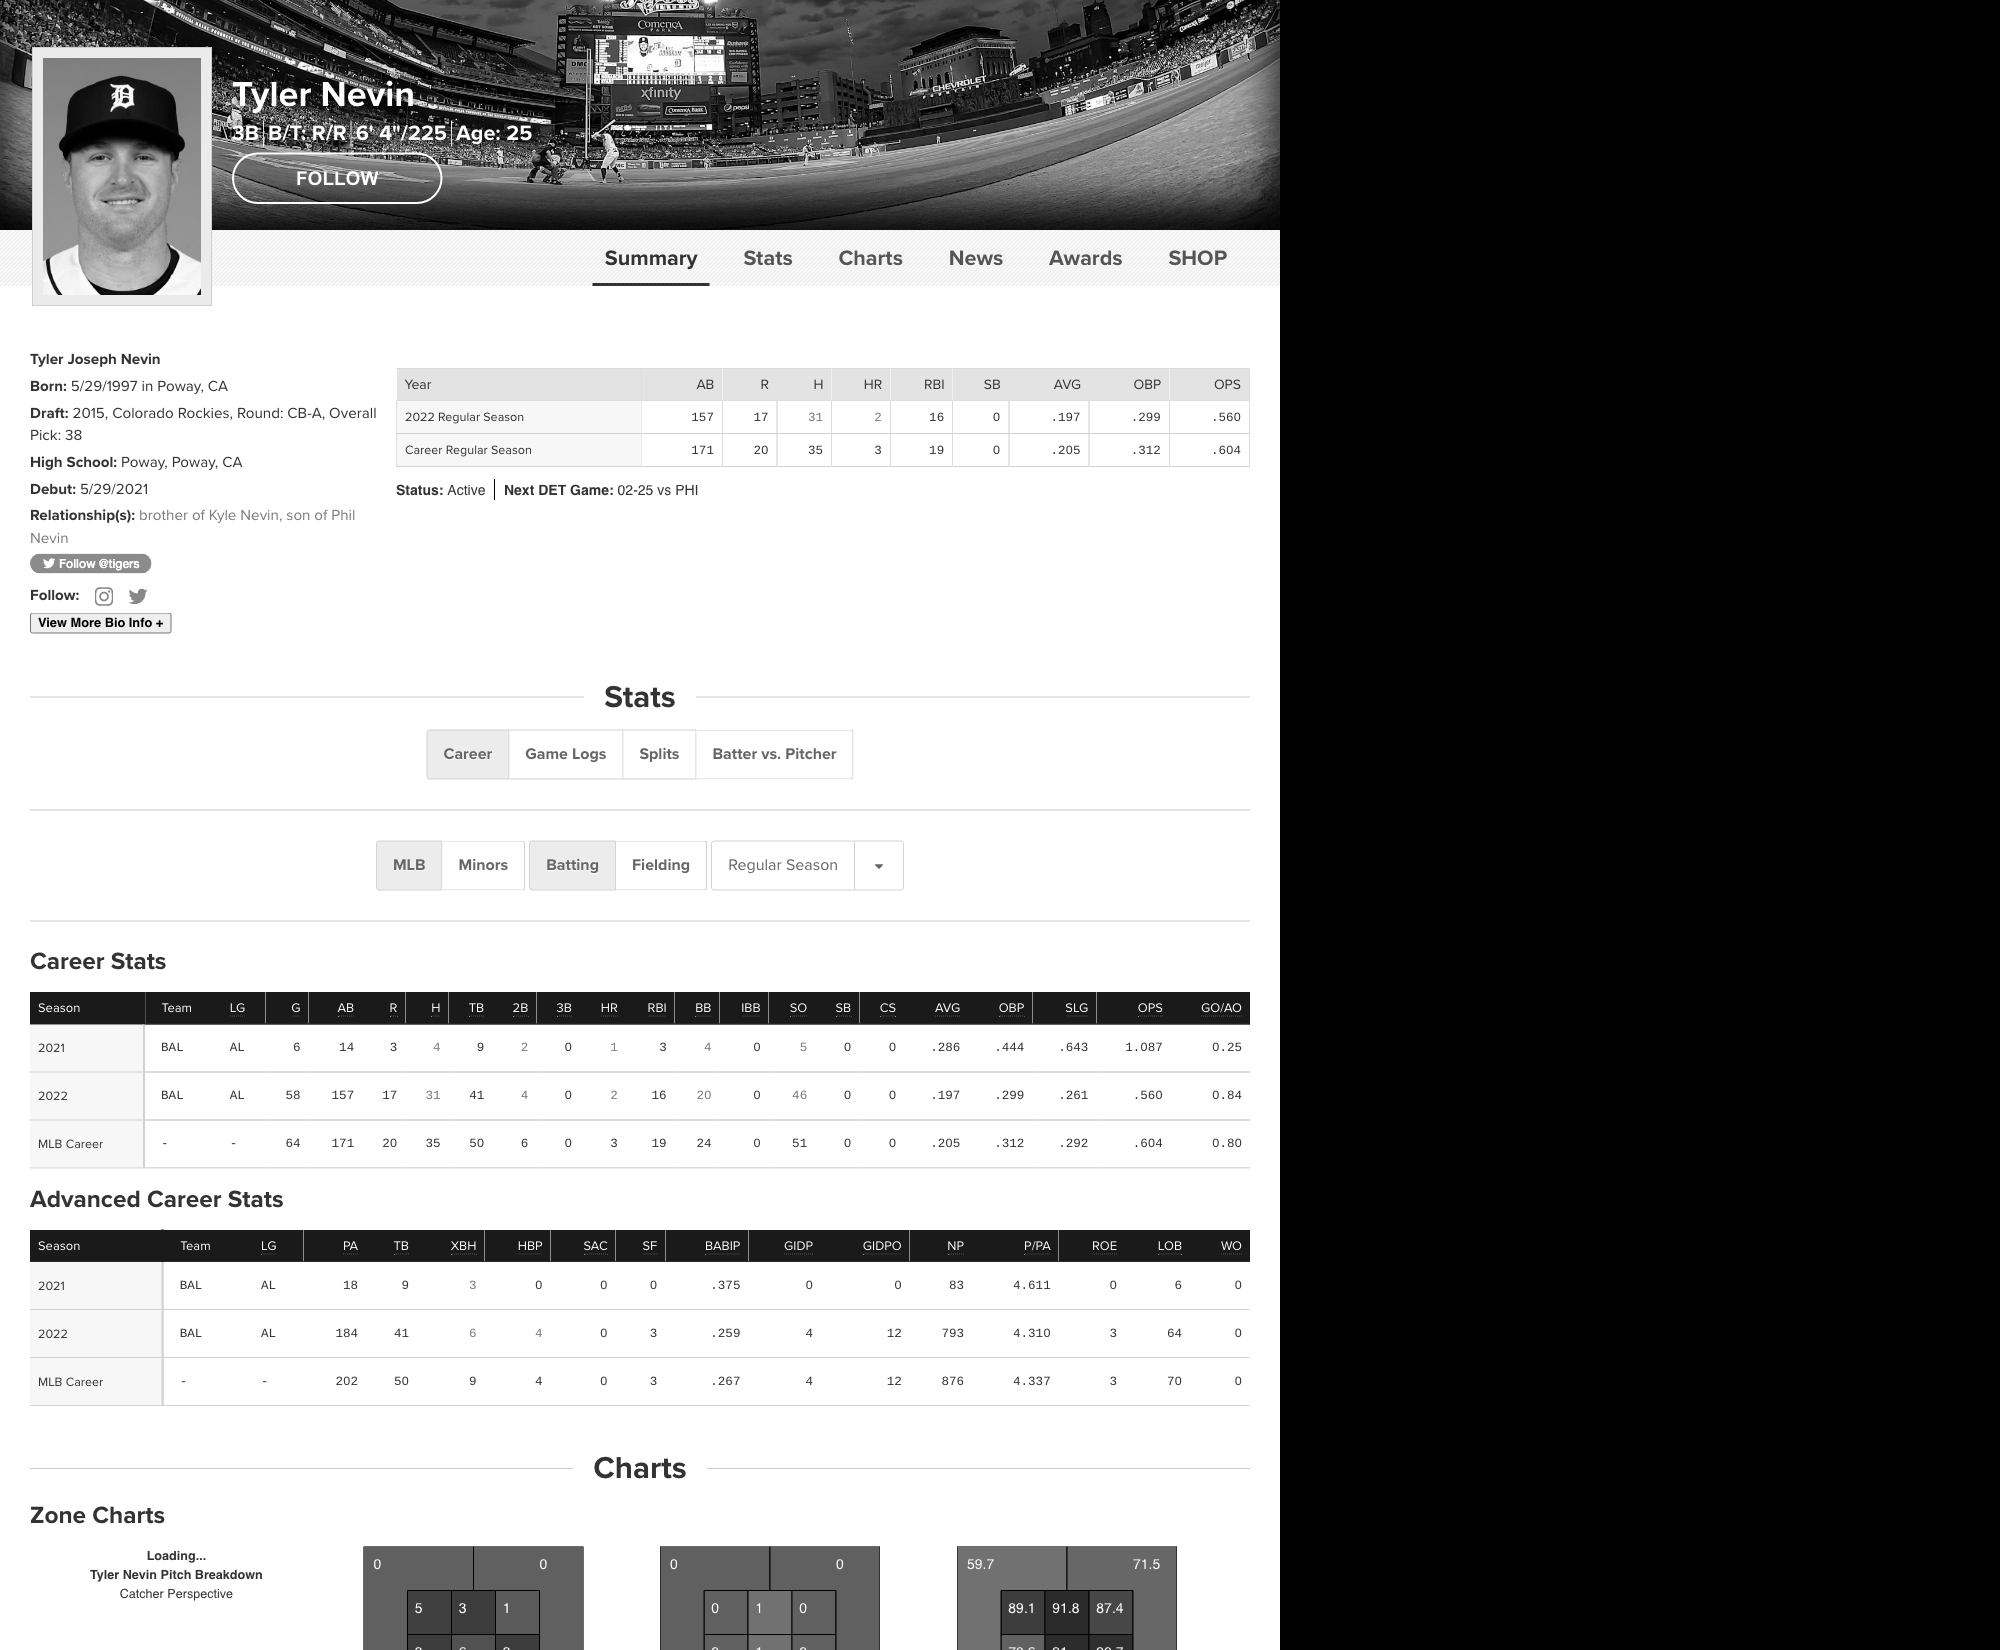 COMERICA
PARK
xfinity
pepsi
CHEVROLET
Tyler Nevin
3B B/T: R/R 6' 4"/225 Age: 25
FOLLOW
Summary Stats Charts News Awards SHOP
Tyler Joseph Nevin
Born: 5/29/1997 in Poway, CA
Draft: 2015, Colorado Rockies, Round: CB-A, Overall
Pick: 38
High School: Poway, Poway, CA
Debut: 5/29/2021
Relationship(s): brother of Kyle Nevin, son of Phil
Nevin
Follow @tigers
Follow:
View More Bio Info +
Year AB R H HR RBI SB AVG OBP OPS
2022 Regular Season 157 17 31 2 16 0 .197 .299 .560
Career Regular Season 171 20 35 3 19 0 .205 .312 .604
Status: Active Next DET Game: 02-25 vs PHI
Stats
Career Game Logs Splits Batter vs. Pitcher
MLB Minors Batting Fielding Regular Season
Career Stats
Season Team LG G AB R H TB 2B 3B HR RBI BB IBB SO SB CS AVG OBP SLG OPS GO/AO
2021 BAL AL 6 14 3 4 9 2 0 1 3 4 0 5 0 0 .286 .444 .643 1.087 0.25
2022 BAL AL 58 157 17 31 41 4 0 2 16 20 0 46 0 0 .197 .299 .261 .560 0.84
MLB Career - - 64 171 20 35 50 6 0 3 19 24 0 51 0 0 .205 .312 .292 .604 0.80
Advanced Career Stats
Season Team LG PA TB XBH HBP SAC SF BABIP GIDP GIDPO NP P/PA ROE LOB WO
2021 BAL AL 18 9 3 0 0 0 .375 0 0 83 4.611 0 6 0
2022 BAL AL 184 41 6 4 0 3 .259 4 12 793 4.310 3 64 0
MLB Career - - 202 50 9 4 0 3 .267 4 12 876 4.337 3 70 0
Charts
Zone Charts
Loading...
Tyler Nevin Pitch Breakdown
Catcher Perspective
0 0 0 0 59.7 71.5
5 3 1 0 1 0 89.1 91.8 87.4